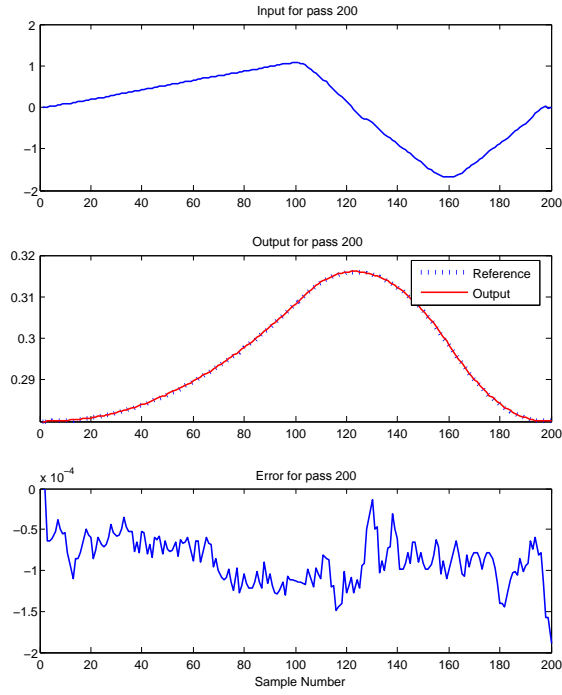 Input for pass 200
2
1
0
−1
−2
0 20 40 60 80 100 120 140 160 180 200
Output for pass 200
0.32
0.31
0.3
0.29
Reference
Output
0 20 40 60 80 100 120 140 160 180 200
x 10⁻⁴
Error for pass 200
0
−0.5
−1
−1.5
−2
0 20 40 60 80 100 120 140 160 180 200
Sample Number